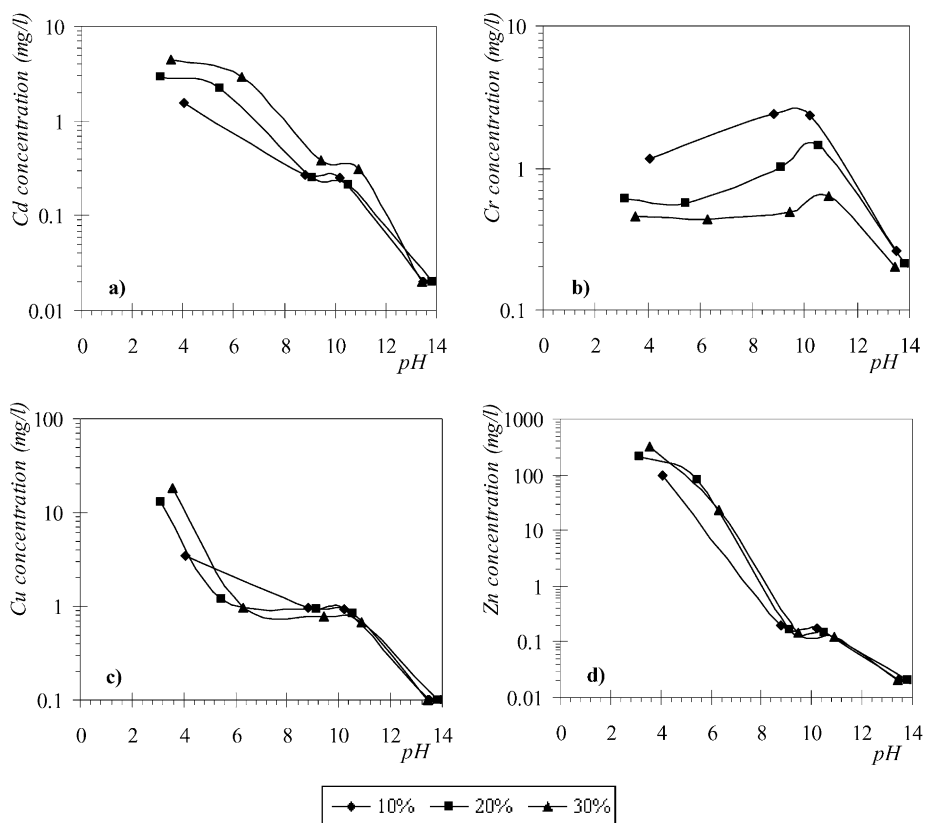 Cd concentration (mg/l)
10
1
0.1
0.01
a)
0 2 4 6 8 10 12 14
pH
Cr concentration (mg/l)
10
1
0.1
b)
0 2 4 6 8 10 12 14
pH
Cu concentration (mg/l)
100
10
1
0.1
c)
0 2 4 6 8 10 12 14
pH
Zn concentration (mg/l)
1000
100
10
1
0.1
0.01
d)
0 2 4 6 8 10 12 14
pH
10% 20% 30%